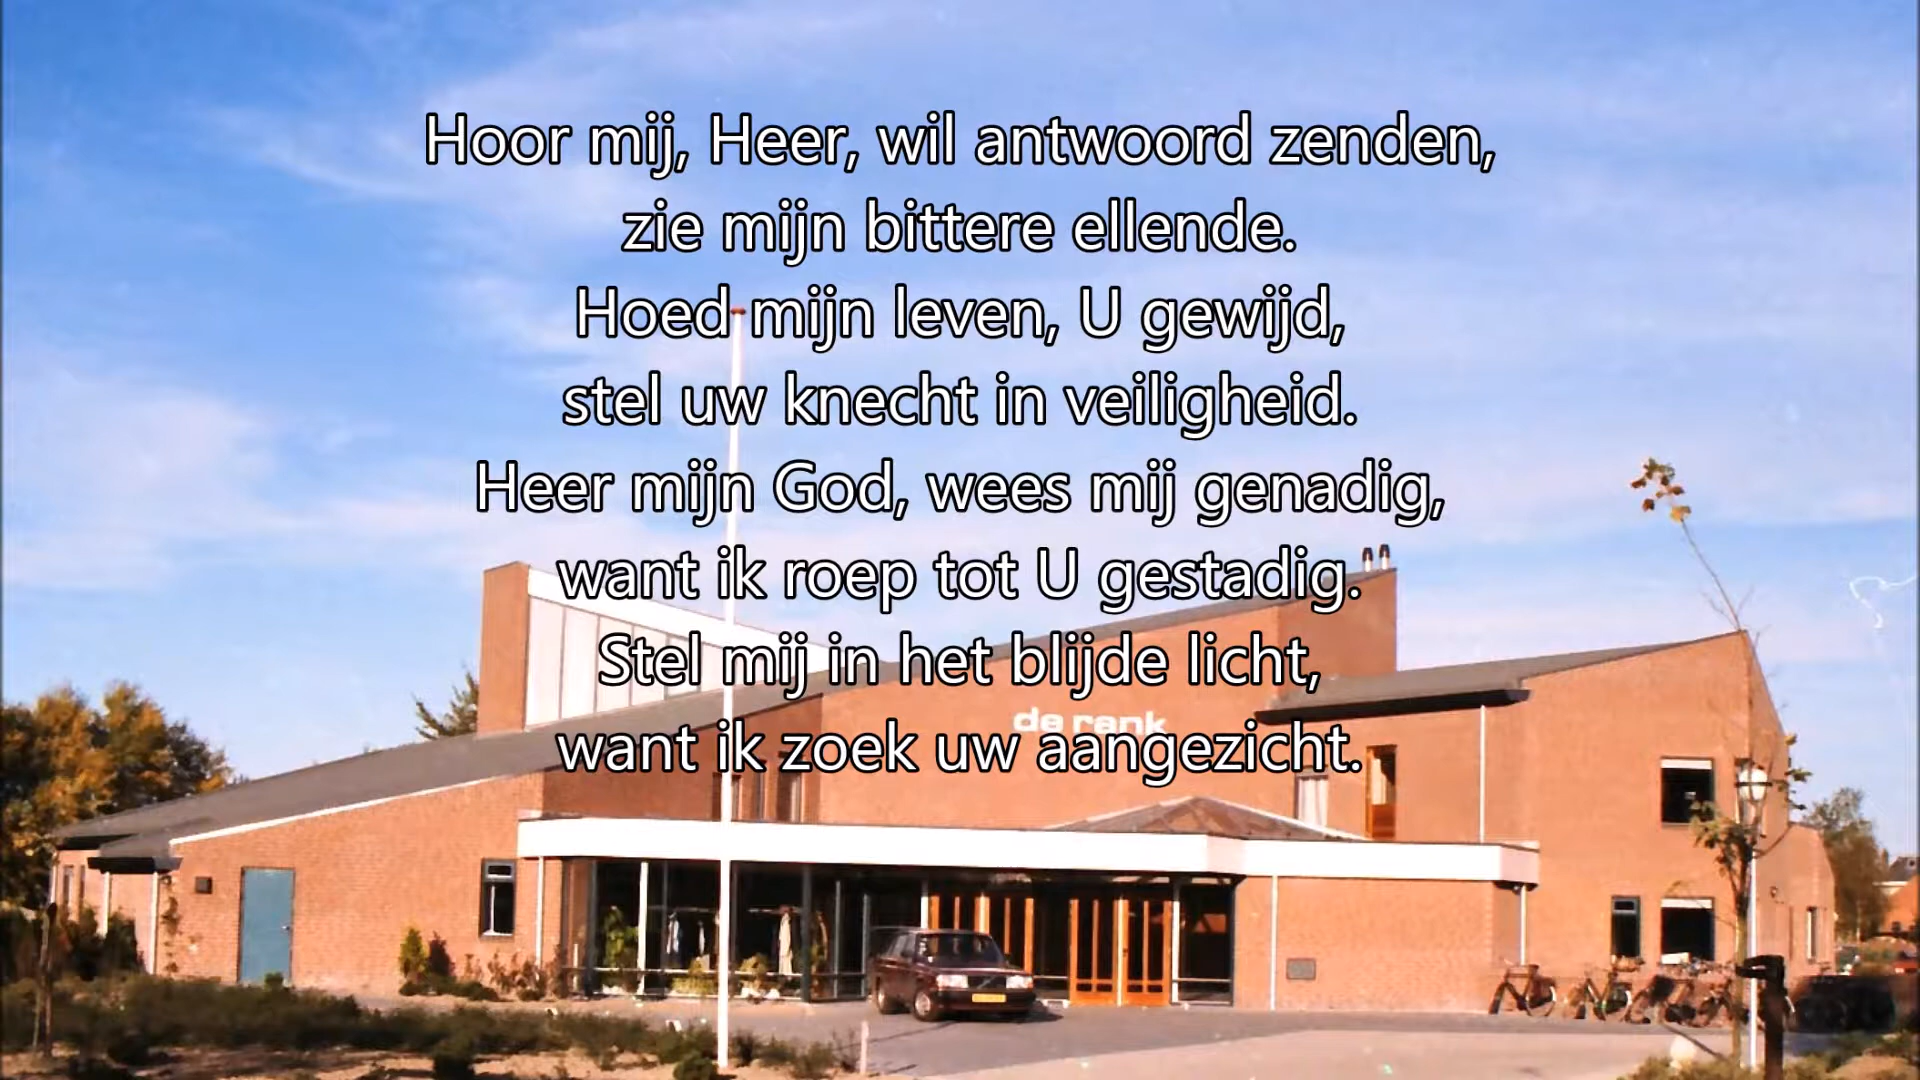 Hoor mij, Heer, wil antwoord zenden,
zie mijn bittere ellende.
Hoed mijn leven, U gewijd,
stel uw knecht in veiligheid.
Heer mijn God, wees mij genadig,
want ik roep tot U gestadig.
Stel mij in het blijde licht,
de rank
want ik zoek uw aangezicht.